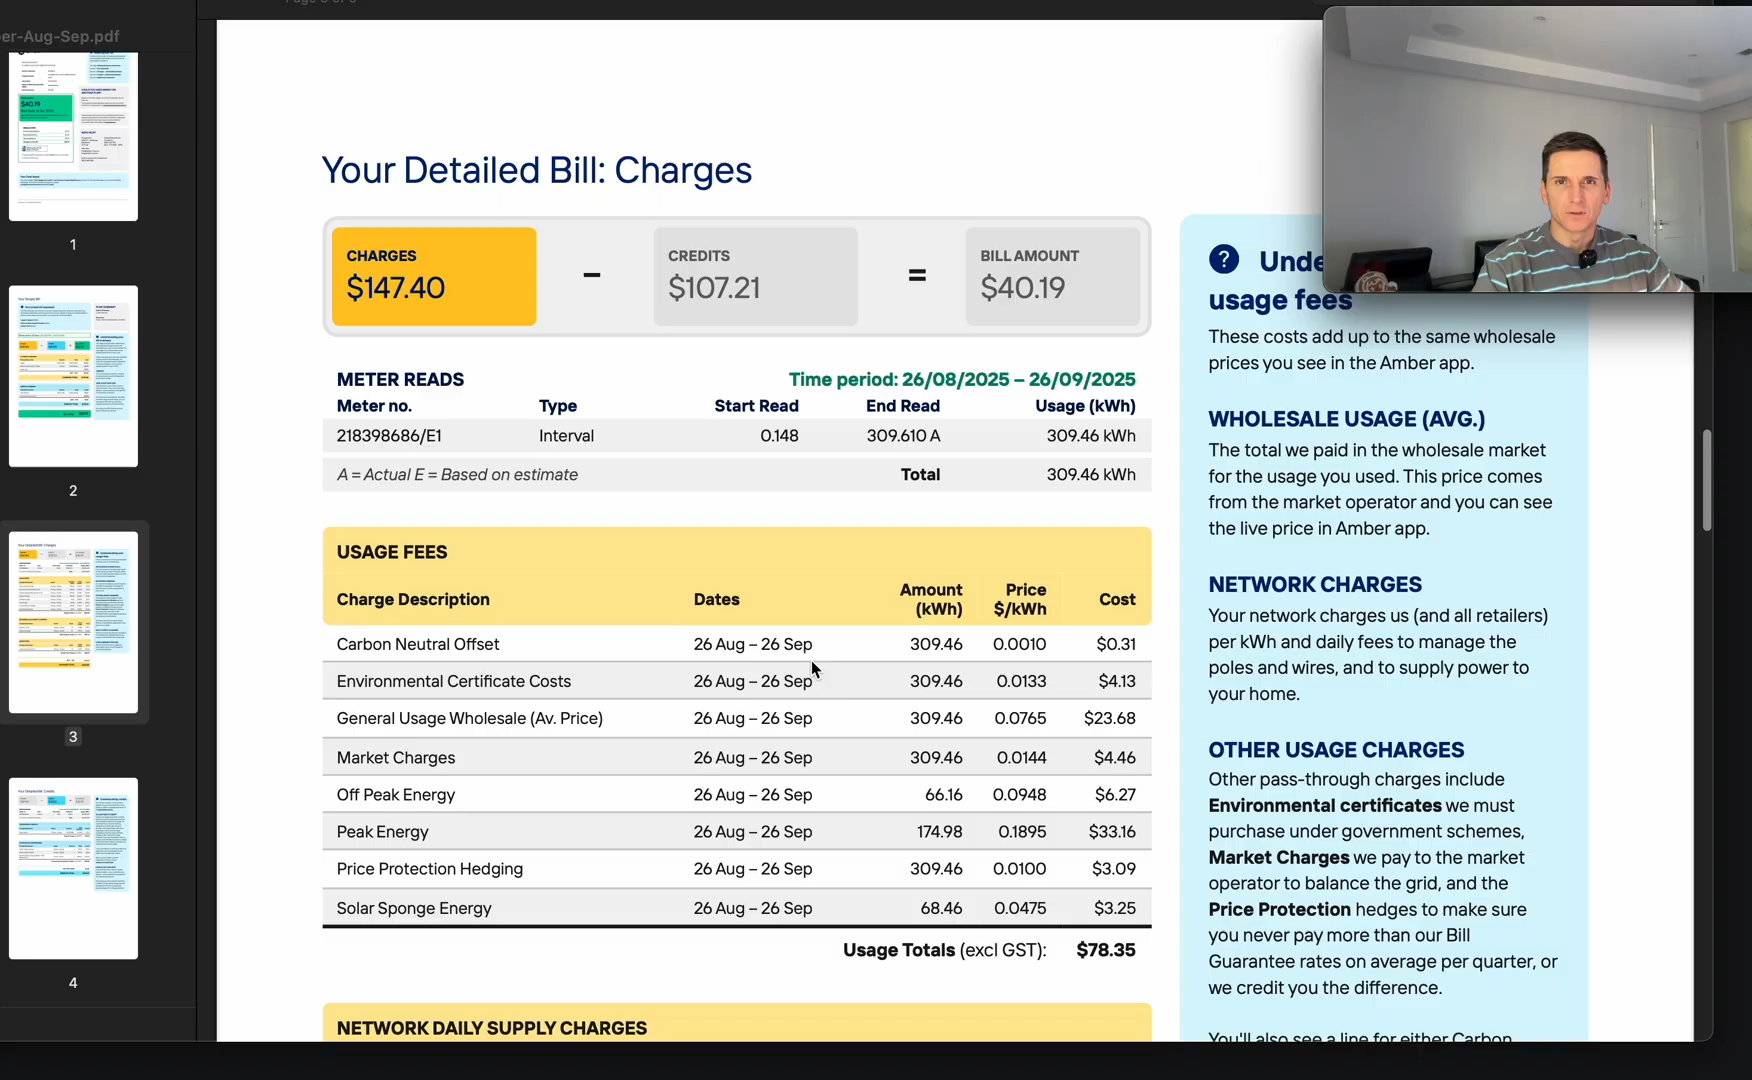 er-Aug-Sep.pdf
$40.19
1
2
3
4
Your Detailed Bill: Charges
CHARGES
$147.40
-
CREDITS
$107.21
=
BILL AMOUNT
$40.19
METER READS Time period: 26/08/2025 – 26/09/2025
Meter no. Type Start Read End Read Usage (kWh)
218398686/E1 Interval 0.148 309.610 A 309.46 kWh
A = Actual E = Based on estimate Total 309.46 kWh
USAGE FEES
Charge Description Dates Amount (kWh) Price $/kWh Cost
Carbon Neutral Offset 26 Aug – 26 Sep 309.46 0.0010 $0.31
Environmental Certificate Costs 26 Aug – 26 Sep 309.46 0.0133 $4.13
General Usage Wholesale (Av. Price) 26 Aug – 26 Sep 309.46 0.0765 $23.68
Market Charges 26 Aug – 26 Sep 309.46 0.0144 $4.46
Off Peak Energy 26 Aug – 26 Sep 66.16 0.0948 $6.27
Peak Energy 26 Aug – 26 Sep 174.98 0.1895 $33.16
Price Protection Hedging 26 Aug – 26 Sep 309.46 0.0100 $3.09
Solar Sponge Energy 26 Aug – 26 Sep 68.46 0.0475 $3.25
Usage Totals (excl GST): $78.35
NETWORK DAILY SUPPLY CHARGES
? Unde
usage fees
These costs add up to the same wholesale
prices you see in the Amber app.
WHOLESALE USAGE (AVG.)
The total we paid in the wholesale market
for the usage you used. This price comes
from the market operator and you can see
the live price in Amber app.
NETWORK CHARGES
Your network charges us (and all retailers)
per kWh and daily fees to manage the
poles and wires, and to supply power to
your home.
OTHER USAGE CHARGES
Other pass-through charges include
Environmental certificates we must
purchase under government schemes,
Market Charges we pay to the market
operator to balance the grid, and the
Price Protection hedges to make sure
you never pay more than our Bill
Guarantee rates on average per quarter, or
we credit you the difference.
You'll also see a line for either Carbon